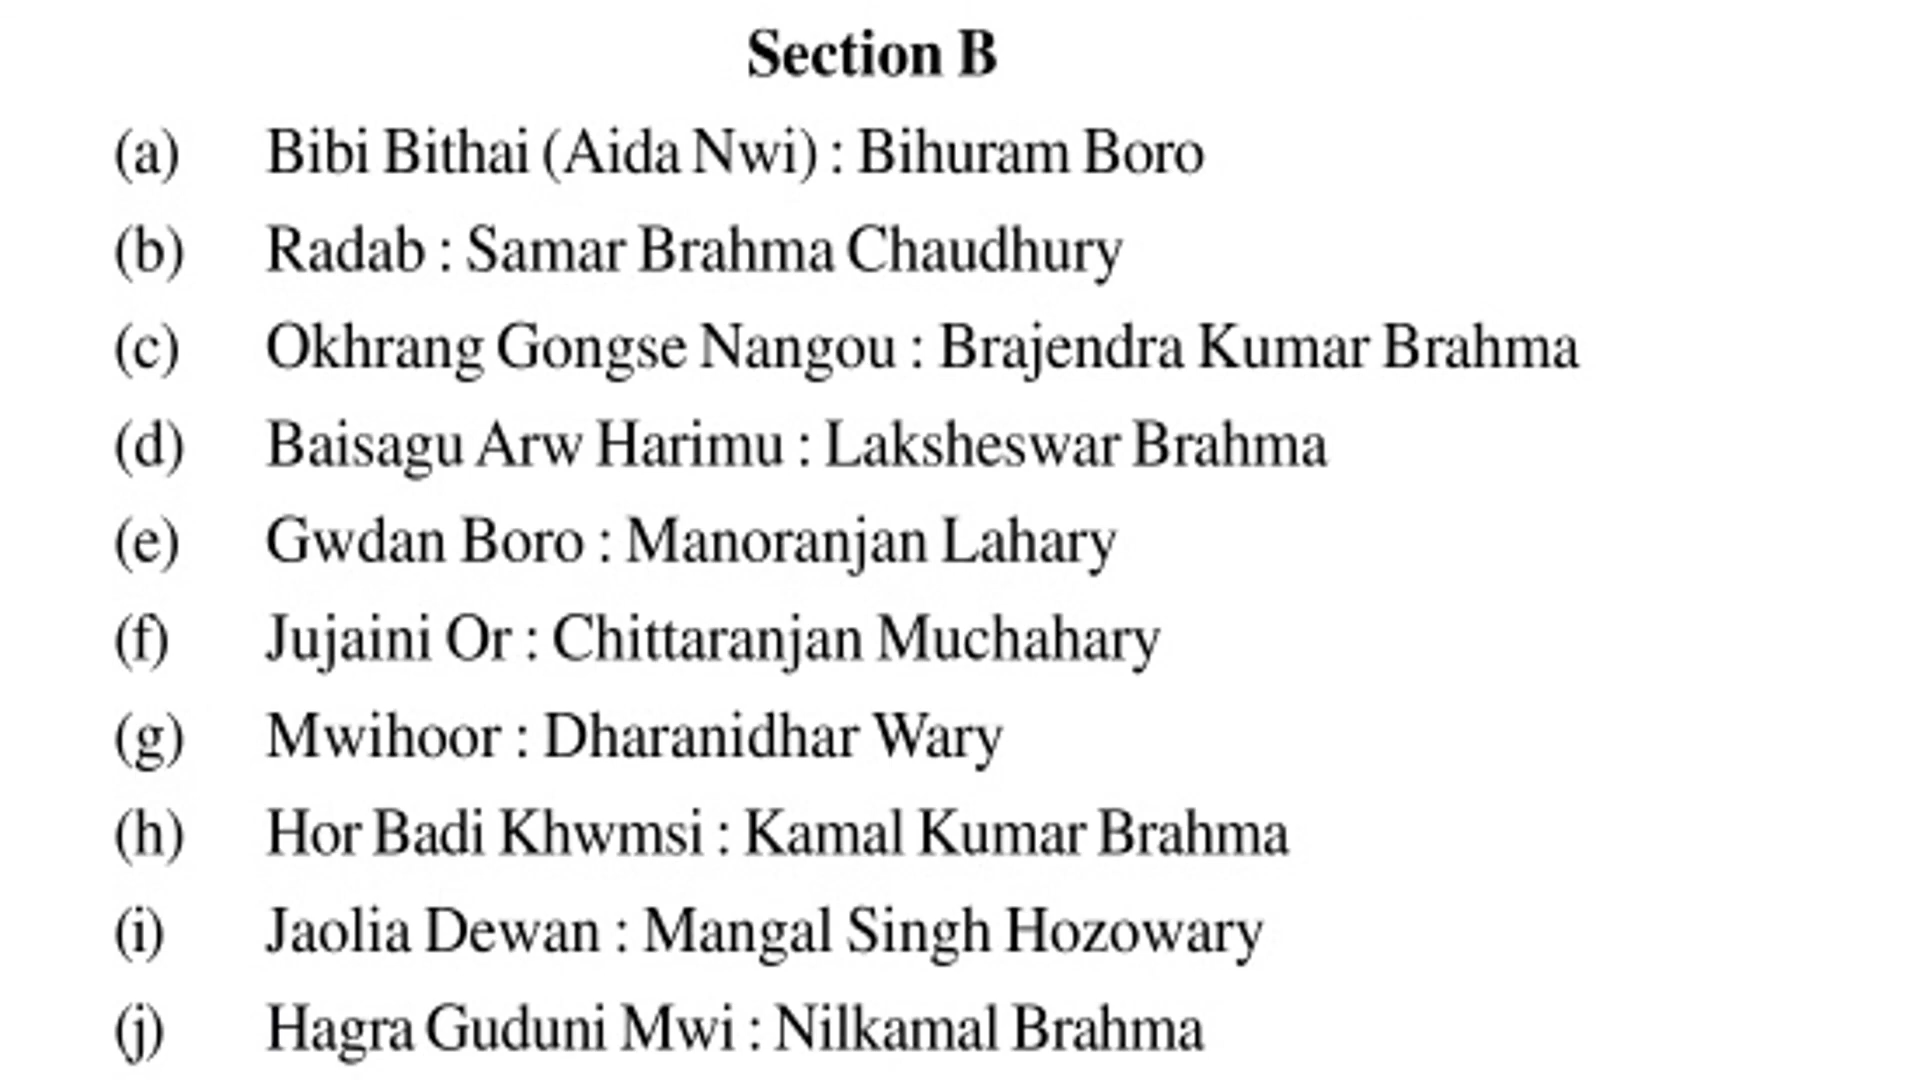 Section B
(a) Bibi Bithai (Aida Nwi) : Bihuram Boro
(b) Radab : Samar Brahma Chaudhury
(c) Okhrang Gongse Nangou : Brajendra Kumar Brahma
(d) Baisagu Arw Harimu : Laksheswar Brahma
(e) Gwdan Boro : Manoranjan Lahary
(f) Jujaini Or : Chittaranjan Muchahary
(g) Mwihoor : Dharanidhar Wary
(h) Hor Badi Khwmsi : Kamal Kumar Brahma
(i) Jaolia Dewan : Mangal Singh Hozowary
(j) Hagra Guduni Mwi : Nilkamal Brahma